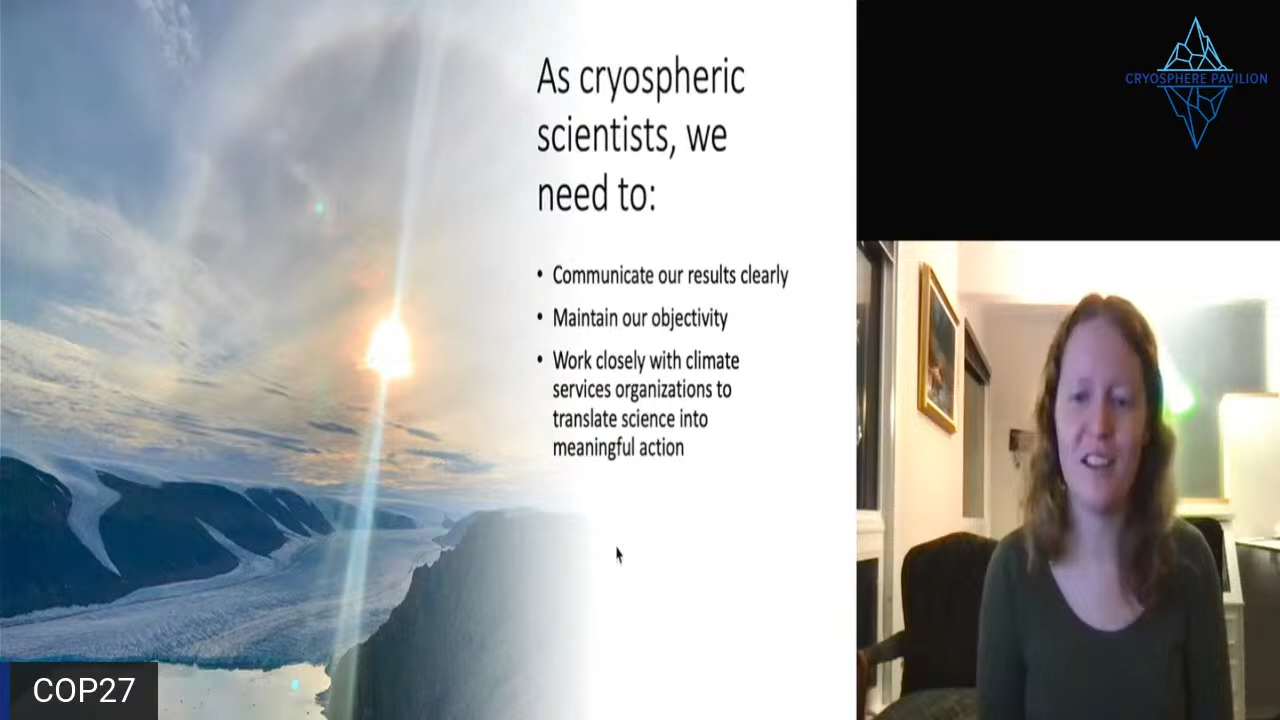 As cryospheric
scientists, we
need to:
• Communicate our results clearly
• Maintain our objectivity
• Work closely with climate
services organizations to
translate science into
meaningful action
CRYOSPHERE PAVILION
COP27